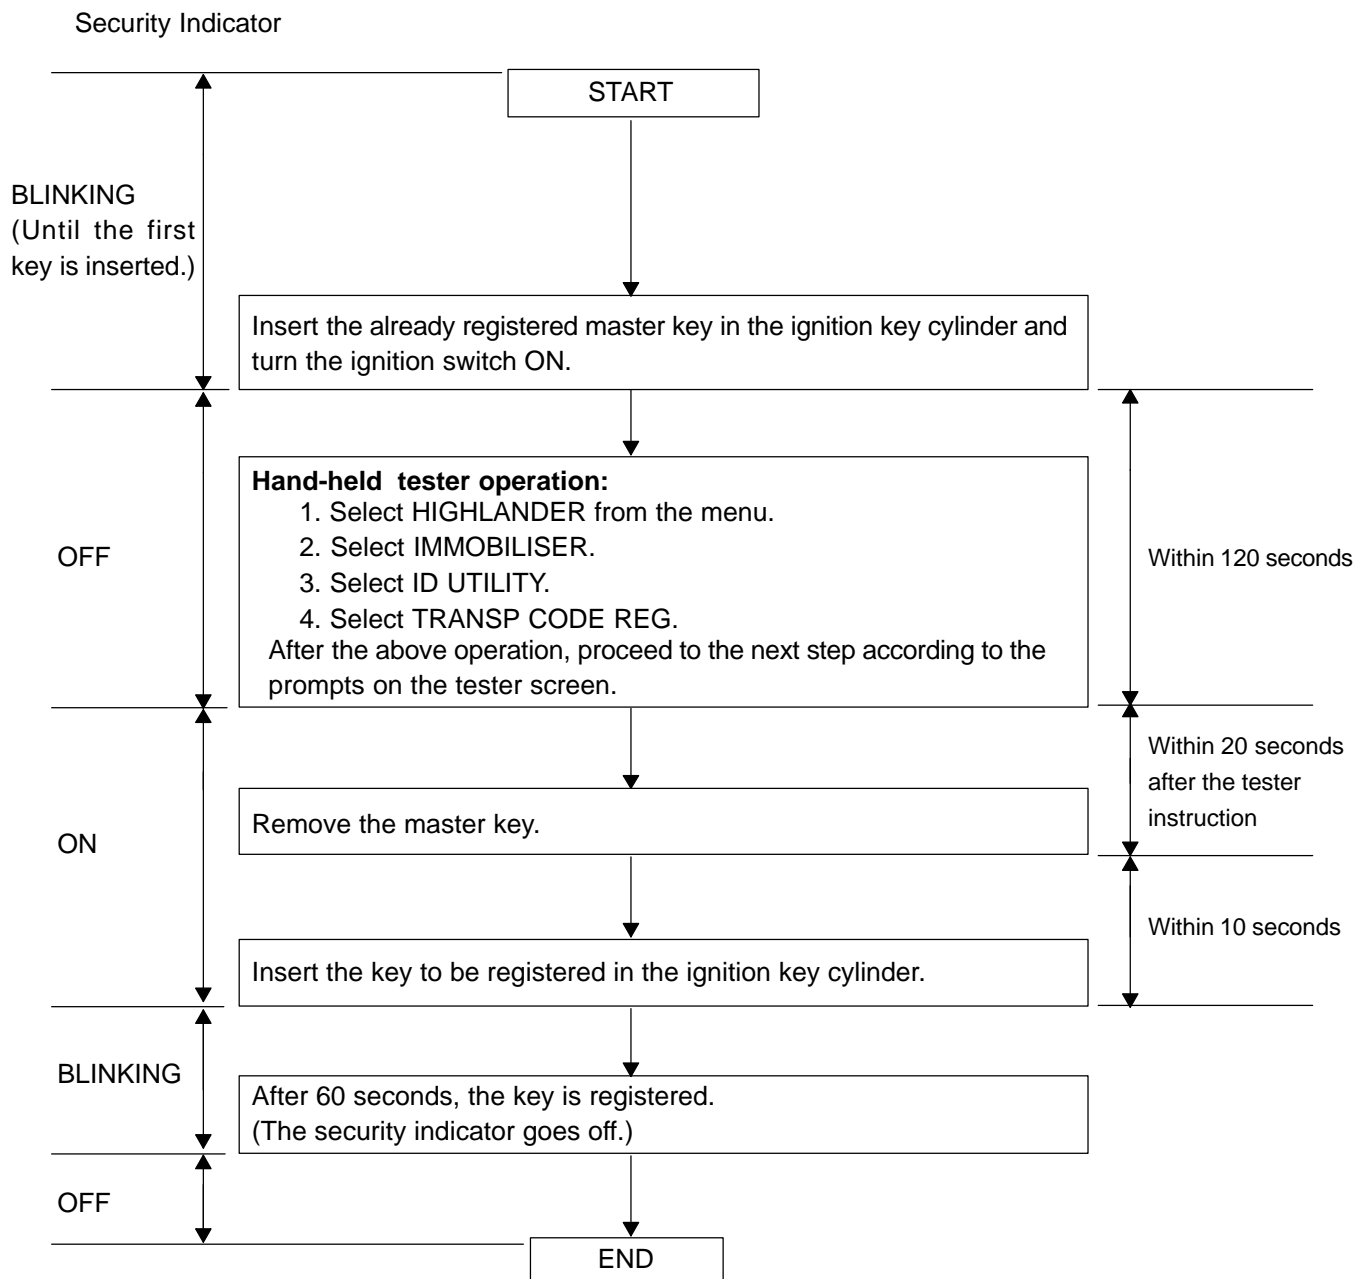 Security Indicator
START
BLINKING
(Until the first
key is inserted.)
Insert the already registered master key in the ignition key cylinder and
turn the ignition switch ON.
OFF
Hand-held tester operation:
1. Select HIGHLANDER from the menu.
2. Select IMMOBILISER.
3. Select ID UTILITY.
4. Select TRANSP CODE REG.
After the above operation, proceed to the next step according to the
prompts on the tester screen.
Within 120 seconds
ON
Remove the master key.
Within 20 seconds
after the tester
instruction
Insert the key to be registered in the ignition key cylinder.
Within 10 seconds
BLINKING
After 60 seconds, the key is registered.
(The security indicator goes off.)
OFF
END